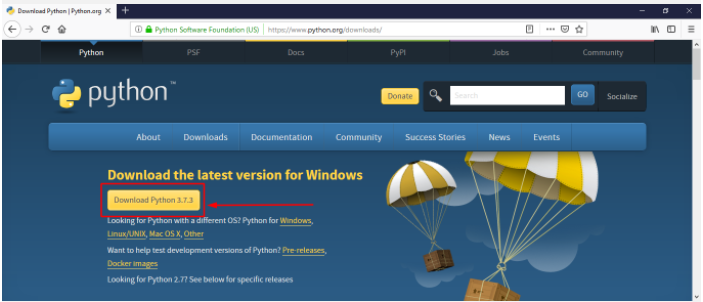 Download Python | Python.org
Python Software Foundation (US) https://www.python.org/downloads/
Python PSF Docs PyPI Jobs Community
python™
Donate Search GO Socialize
About Downloads Documentation Community Success Stories News Events
Download the latest version for Windows
Download Python 3.7.3
Looking for Python with a different OS? Python for Windows,
Linux/UNIX, Mac OS X, Other
Want to help test development versions of Python? Pre-releases,
Docker images
Looking for Python 2.7? See below for specific releases